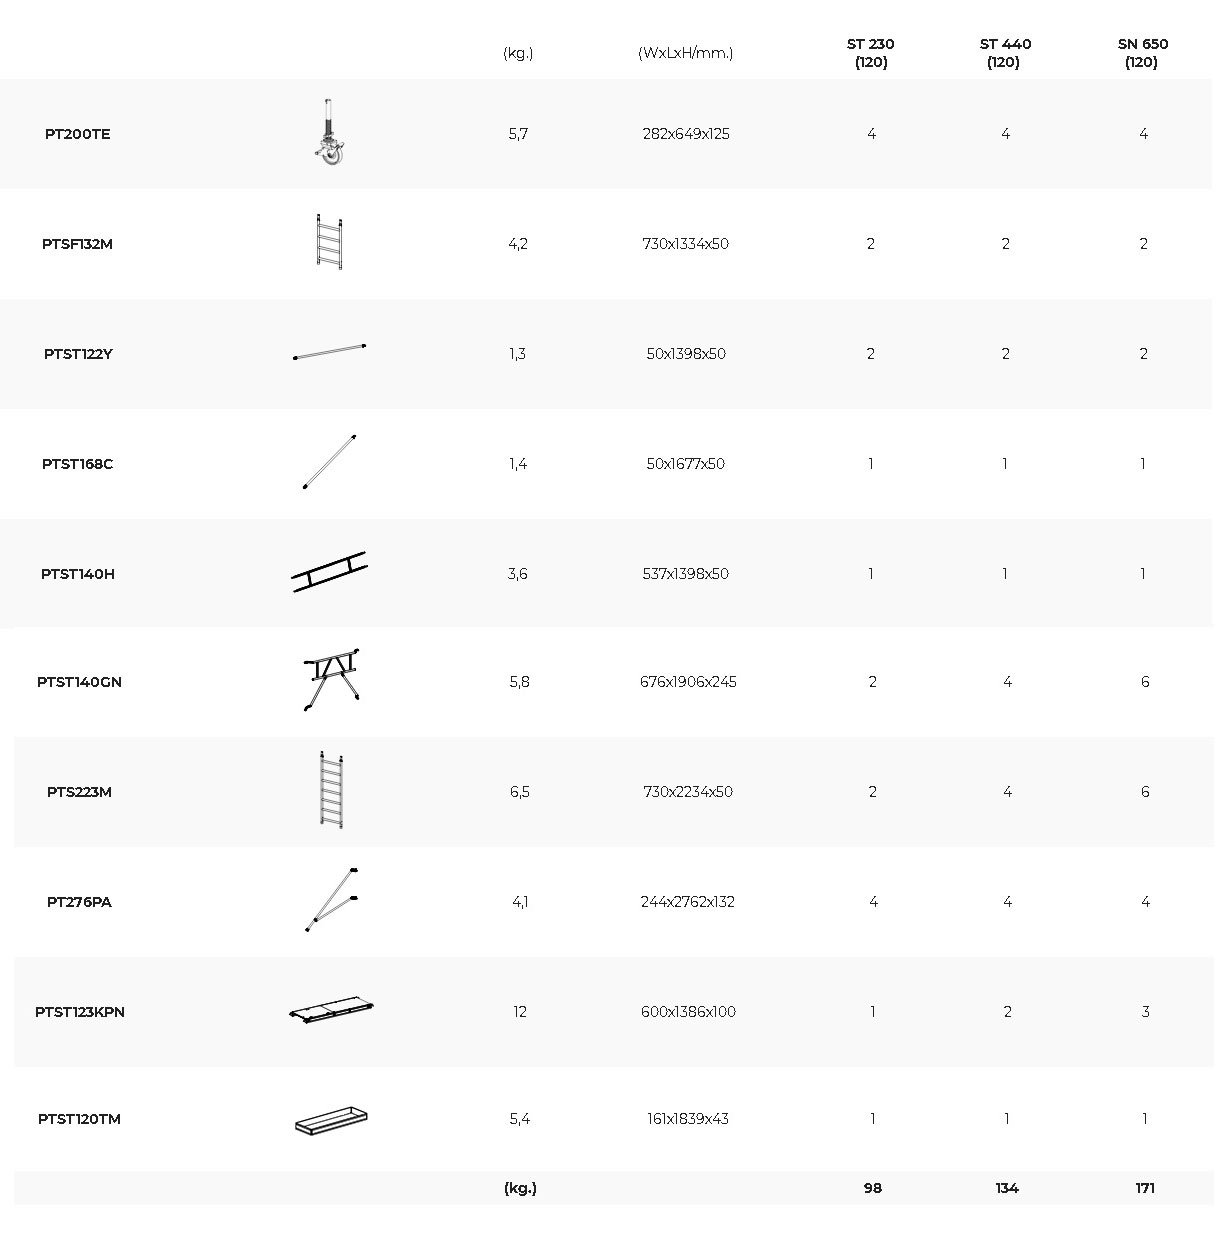 (kg.) (WxLxH/mm.) ST 230 ST 440 SN 650
(120) (120) (120)
PT200TE 5,7 282x649x125 4 4 4
PTSF132M 4,2 730x1334x50 2 2 2
PTST122Y 1,3 50x1398x50 2 2 2
PTST168C 1,4 50x1677x50 1 1 1
PTST140H 3,6 537x1398x50 1 1 1
PTST140GN 5,8 676x1906x245 2 4 6
PTS223M 6,5 730x2234x50 2 4 6
PT276PA 4,1 244x2762x132 4 4 4
PTST123KPN 12 600x1386x100 1 2 3
PTST120TM 5,4 161x1839x43 1 1 1
(kg.) 98 134 171